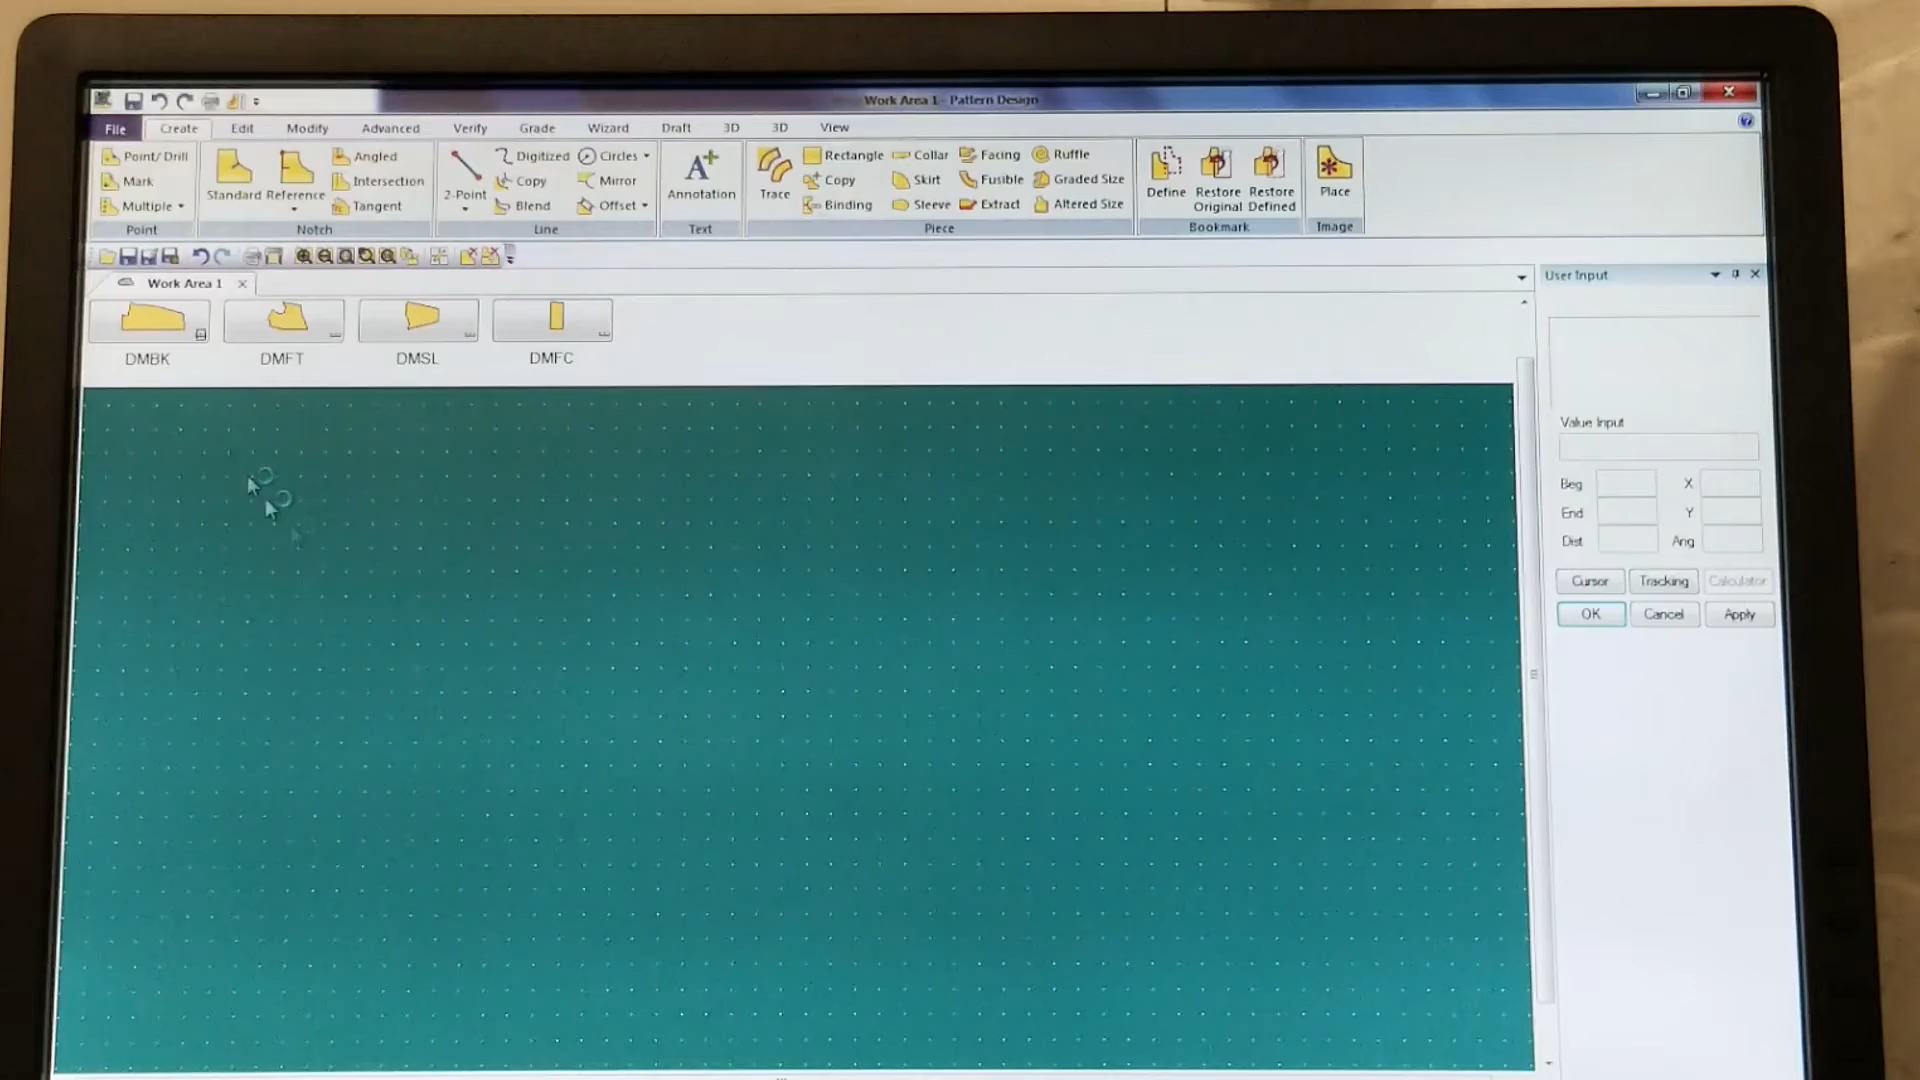 Work Area 1 - Pattern Design
File Create Edit Modify Advanced Verify Grade Wizard Draft 3D 3D View
Point/ Drill Angled Digitized Circles Rectangle Collar Facing Ruffle
Mark Standard Reference Intersection 2-Point Copy Mirror Annotation Trace Copy Skirt Fusible Graded Size Define Restore Original Restore Defined Place
Multiple Tangent Blend Offset Binding Sleeve Extract Altered Size
Point Notch Line Text Piece Bookmark Image
Work Area 1
User Input
DMBK DMFT DMSL DMFC
Value Input
Beg X
End Y
Dist Ang
Cursor Tracking Calculator
OK Cancel Apply